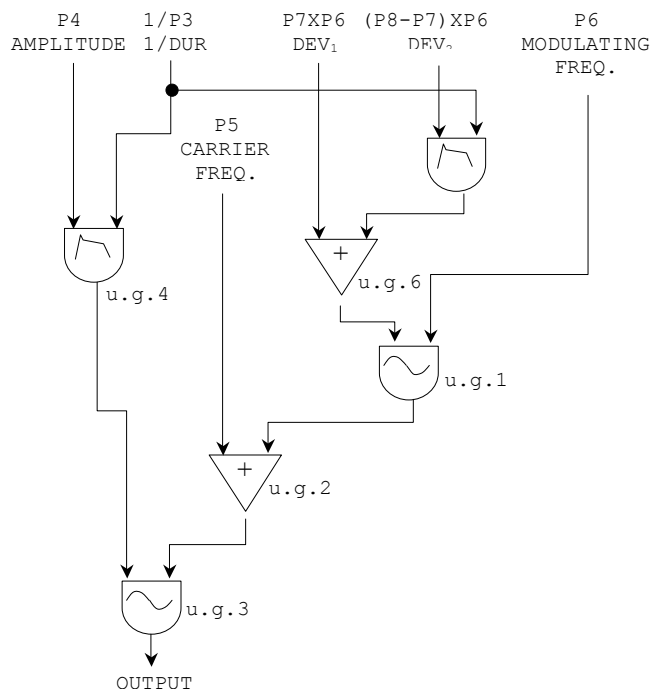 P4 1/P3 P7XP6 (P8-P7)XP6 P6
AMPLITUDE 1/DUR DEV₁ DEV₂ MODULATING
FREQ.
P5
CARRIER
FREQ.
+
u.g.6
u.g.4
u.g.1
+
u.g.2
u.g.3
OUTPUT